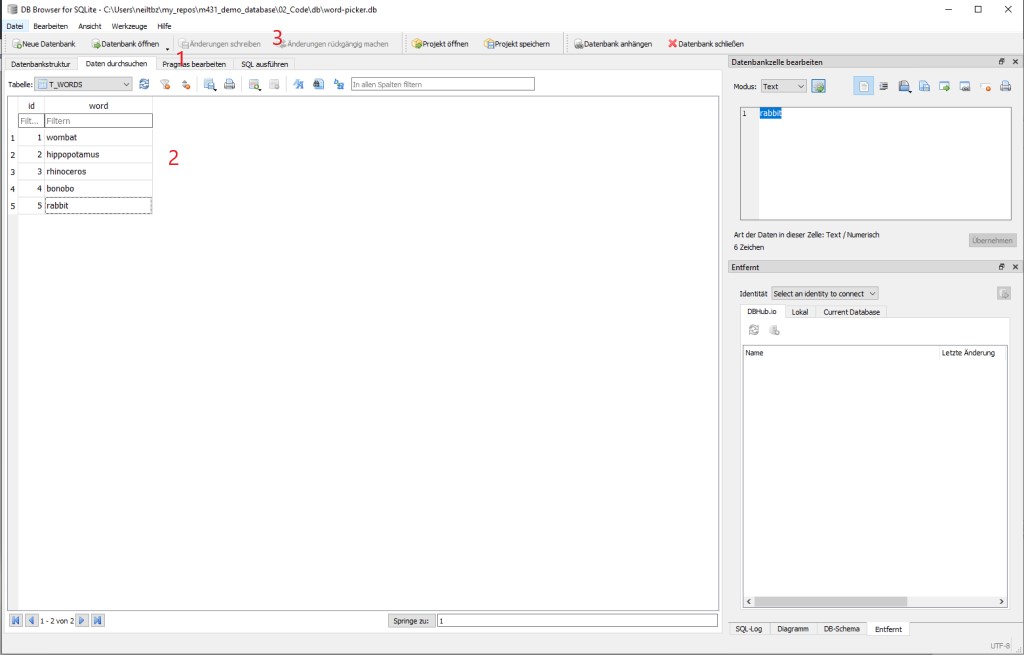 DB Browser for SQLite - C:\Users\neiltbz\my_repos\m431_demo_database\02_Code\db\word-picker.db
Datei Bearbeiten Ansicht Werkzeuge Hilfe
Neue Datenbank Datenbank öffnen Änderungen schreiben 3 Änderungen rückgängig machen Projekt öffnen Projekt speichern Datenbank anhängen Datenbank schließen
1
Datenbankstruktur Daten durchsuchen Pragmas bearbeiten SQL ausführen
Tabelle: T_WORDS In allen Spalten filtern
id word
Filt... Filtern
1 1 wombat
2 2 hippopotamus
2
3 3 rhinoceros
4 4 bonobo
5 5 rabbit
1 - 2 von 2 Springe zu: 1
Datenbankzelle bearbeiten
Modus: Text
1 rabbit
Art der Daten in dieser Zelle: Text / Numerisch
6 Zeichen
Übernehmen
Entfernt
Identität Select an identity to connect
DBHub.io Lokal Current Database
Name Letzte Änderung
SQL-Log Diagramm DB-Schema Entfernt
UTF-8